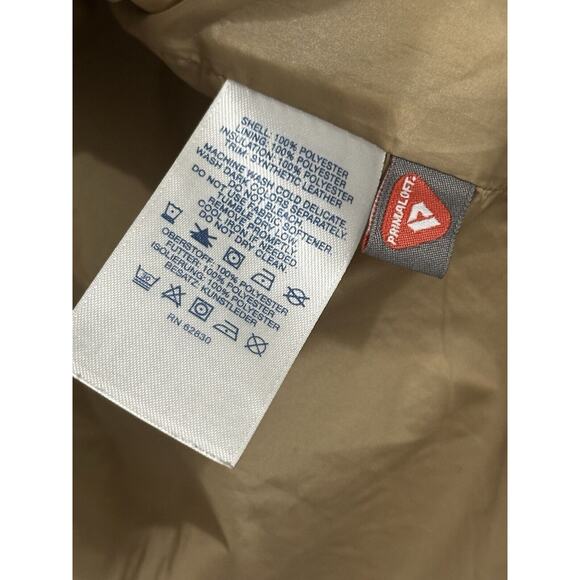 SHELL: 100% POLYESTER
LINING: 100% POLYESTER
INSULATION: 100% POLYESTER
TRIM: SYNTHETIC LEATHER
MACHINE WASH COLD DELICATE.
WASH DARK COLORS SEPARATELY.
DO NOT BLEACH.
DO NOT USE FABRIC SOFTENER.
TUMBLE DRY LOW.
REMOVE PROMPTLY.
COOL IRON IF NEEDED
DO NOT DRY CLEAN.
OBERSTOFF: 100% POLYESTER
FUTTER: 100% POLYESTER
ISOLIERUNG: 100% POLYESTER
BESATZ: KUNSTLEDER
30
RN 62830
PRIMALOFT